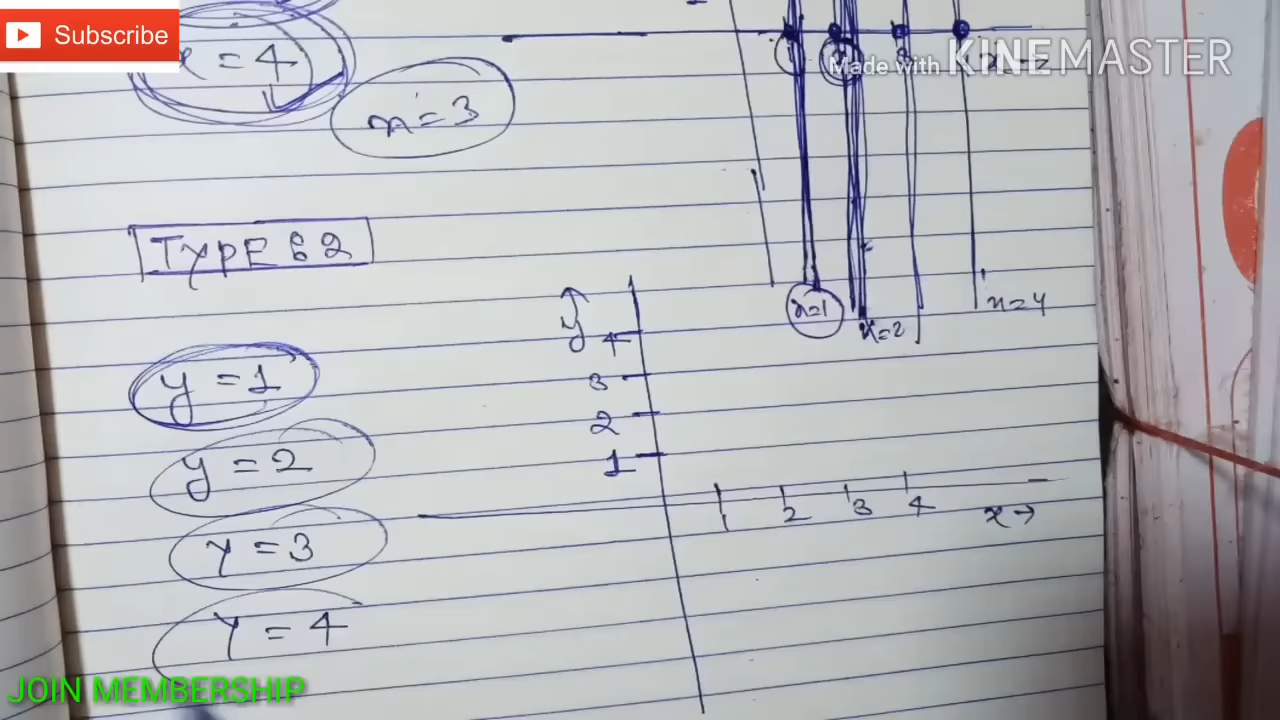 Subscribe
x = 4
x = 3
Made with KINEMASTER
TYPE : 2
x=1
x=2
x=4
y
4
3
2
1
1 2 3 4 x →
y = 1
y = 2
y = 3
y = 4
JOIN MEMBERSHIP